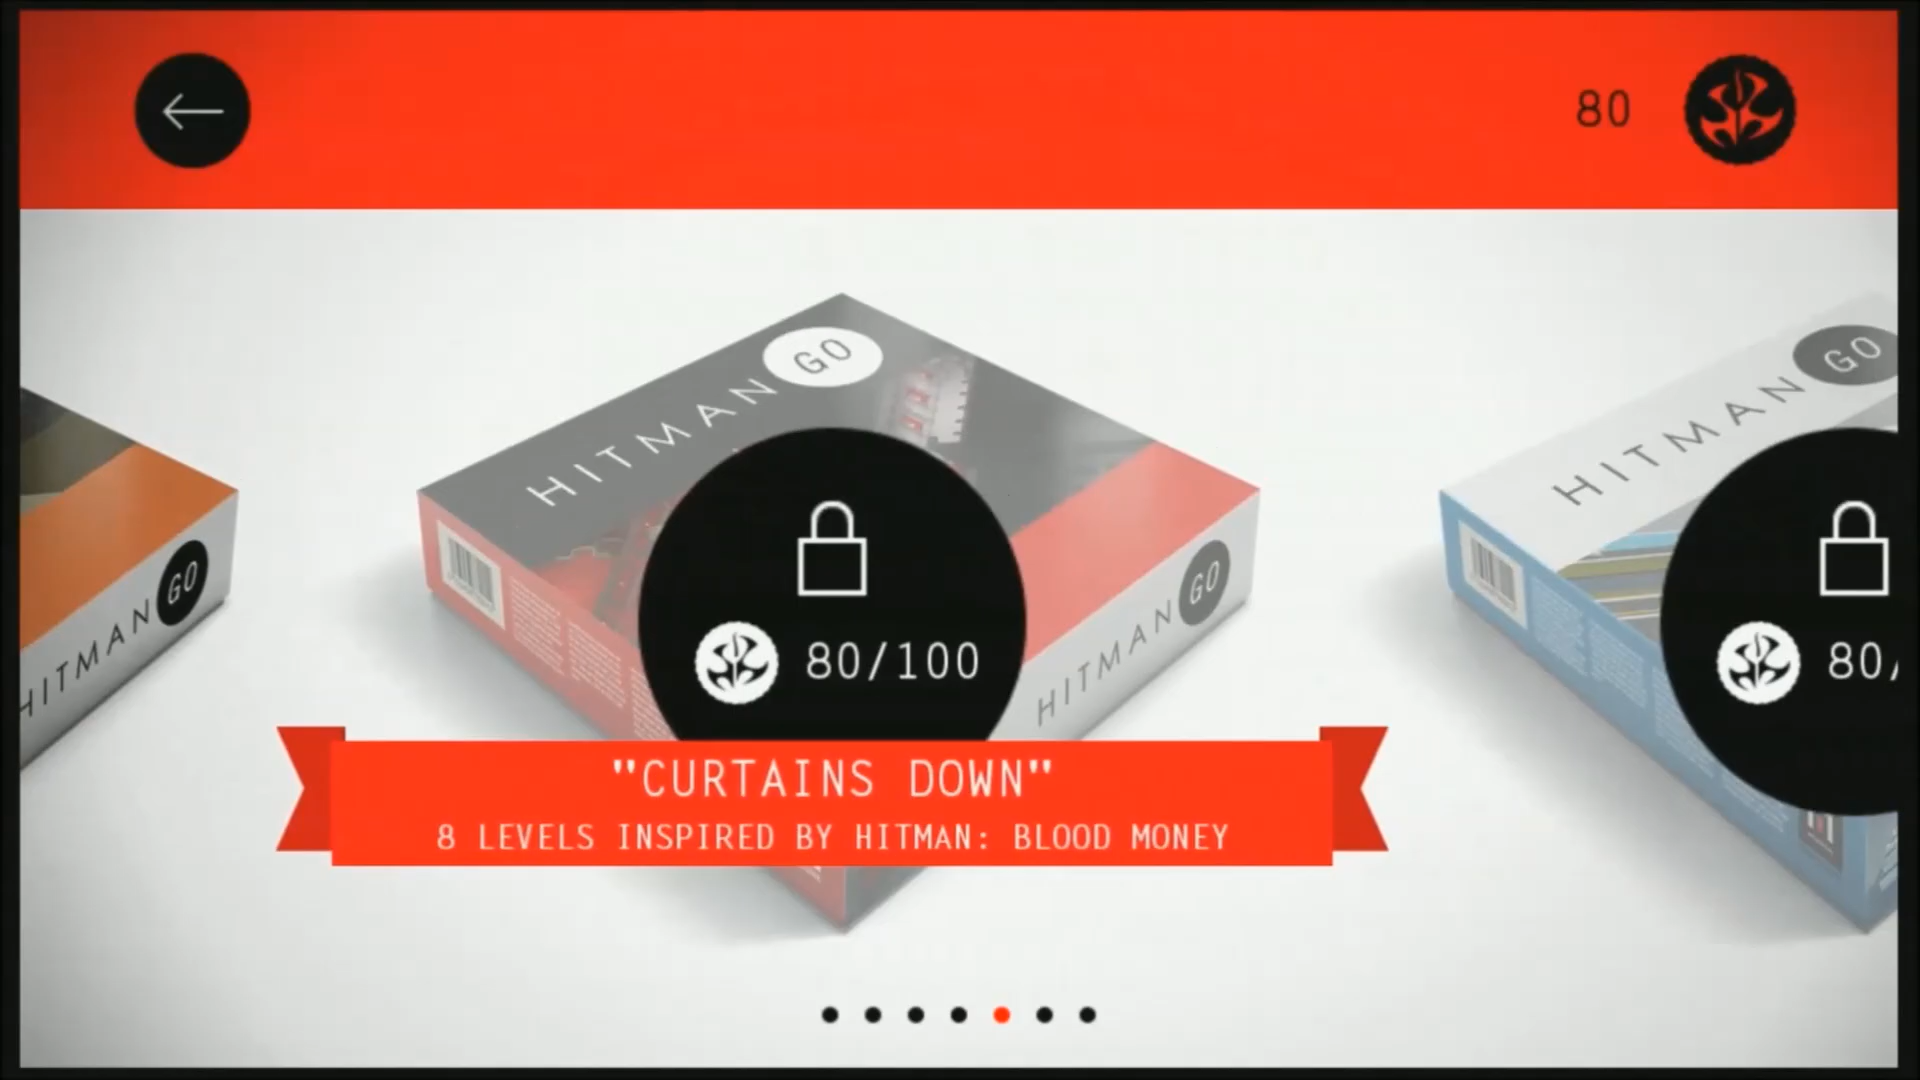 80
HITMAN GO
HITMAN GO
80/100
HITMAN GO
HITMAN GO
80/
"CURTAINS DOWN"
8 LEVELS INSPIRED BY HITMAN: BLOOD MONEY